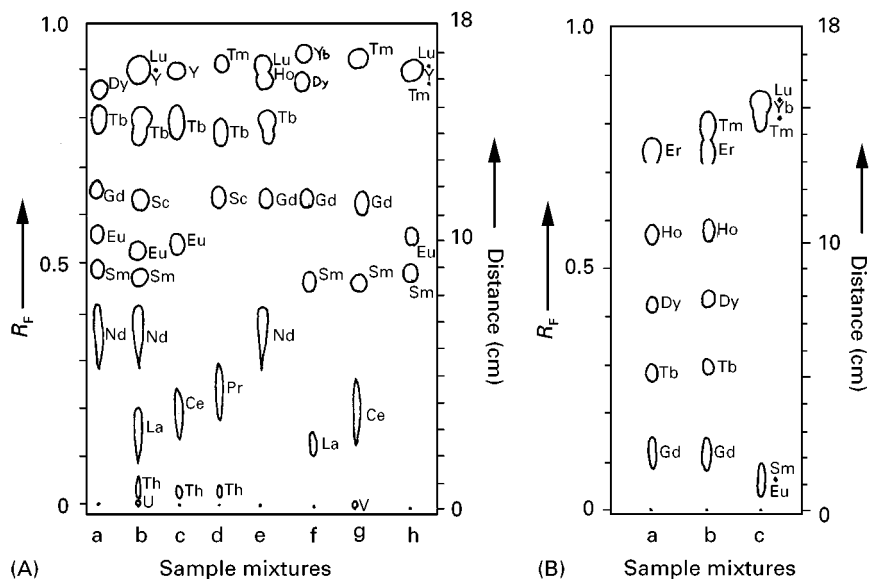 1.0
0.5
0
R_F
18
10
0
Distance (cm)
Dy
Tb
Gd
Eu
Sm
Nd
Lu
Y
Tb
Sc
Eu
Sm
Nd
La
Th
U
Y
Tb
Eu
Ce
Th
Tm
Tb
Sc
Pr
Th
Lu
Ho
Tb
Gd
Nd
Yb
Dy
Gd
Sm
La
Tm
Gd
Sm
Ce
V
Lu
Y
Tm
Eu
Sm
a b c d e f g h
(A) Sample mixtures
1.0
0.5
0
R_F
18
10
0
Distance (cm)
Er
Ho
Dy
Tb
Gd
Tm
Er
Ho
Dy
Tb
Gd
Lu
Yb
Tm
Sm
Eu
a b c
(B) Sample mixtures